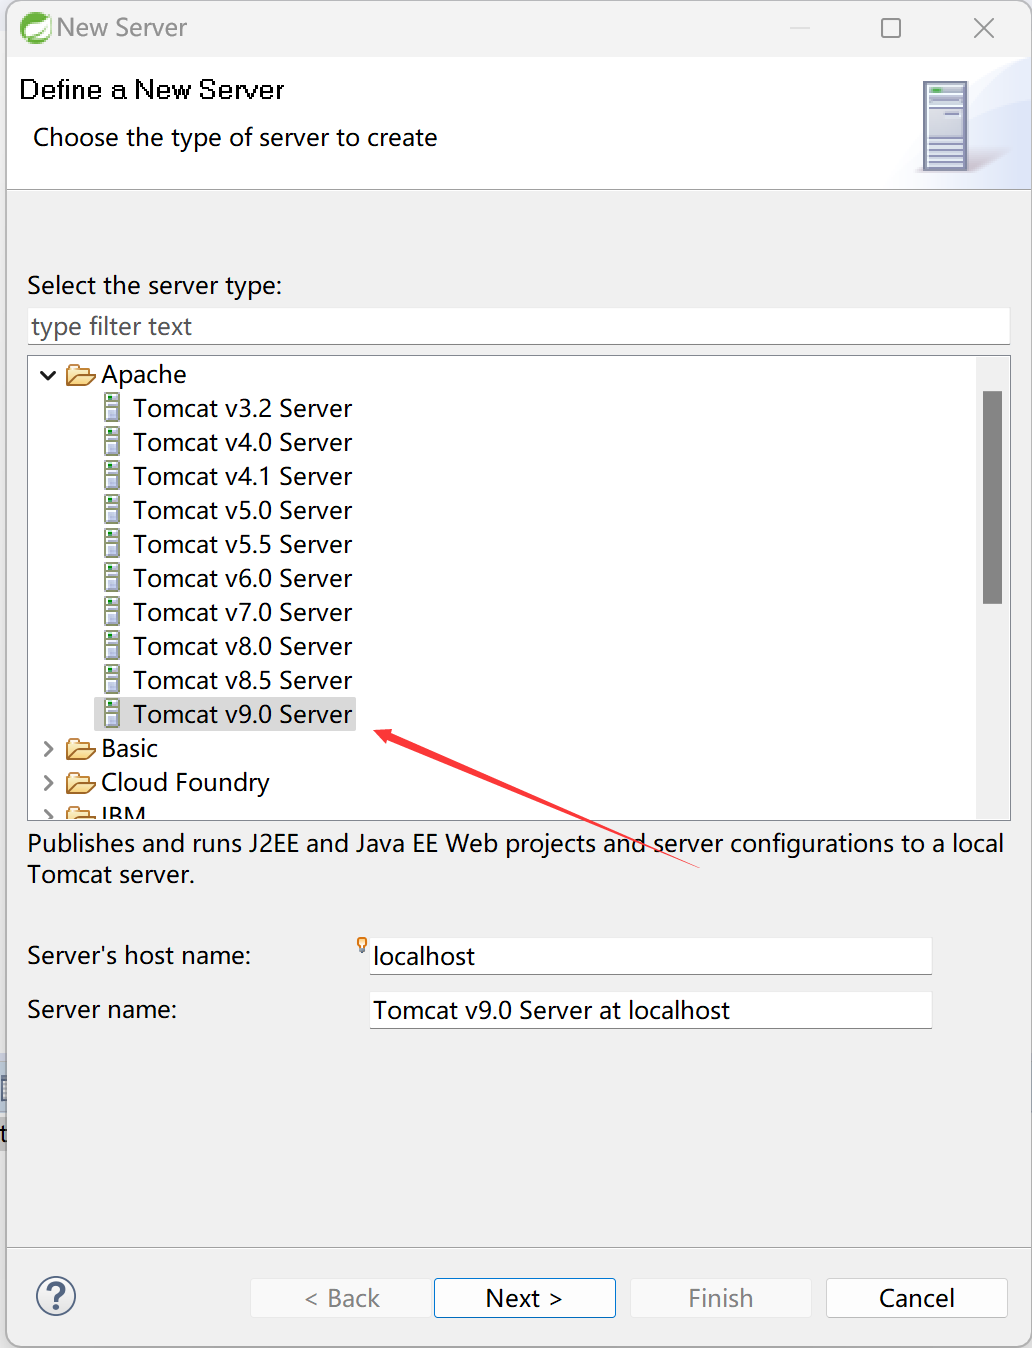 New Server
Define a New Server
Choose the type of server to create
Select the server type:
type filter text
Apache
Tomcat v3.2 Server
Tomcat v4.0 Server
Tomcat v4.1 Server
Tomcat v5.0 Server
Tomcat v5.5 Server
Tomcat v6.0 Server
Tomcat v7.0 Server
Tomcat v8.0 Server
Tomcat v8.5 Server
Tomcat v9.0 Server
Basic
Cloud Foundry
IBM
Publishes and runs J2EE and Java EE Web projects and server configurations to a local
Tomcat server.
Server's host name:
localhost
Server name:
Tomcat v9.0 Server at localhost
?
< Back
Next >
Finish
Cancel